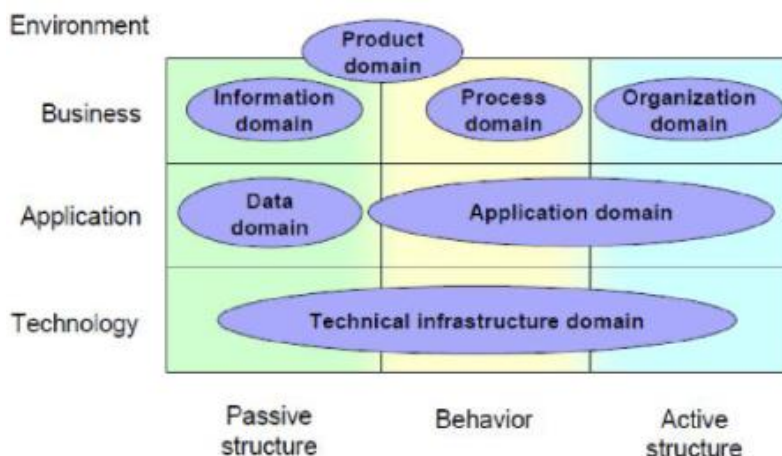 Environment
Product
domain
Business
Information
domain
Process
domain
Organization
domain
Application
Data
domain
Application domain
Technology
Technical infrastructure domain
Passive
structure
Behavior
Active
structure